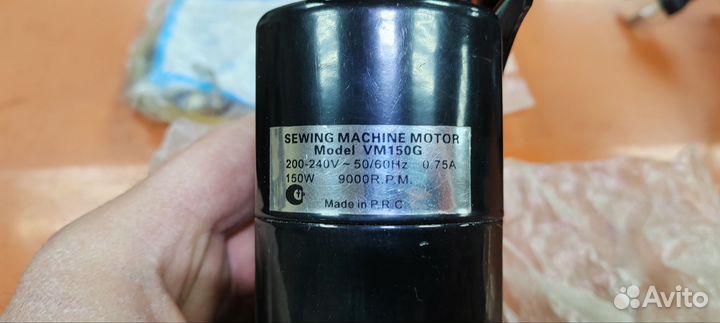 SEWING MACHINE MOTOR
Model VM150G
200-240V ~ 50/60Hz 0.75A
150W 9000R.P.M.
Made in P.R.C
Avito